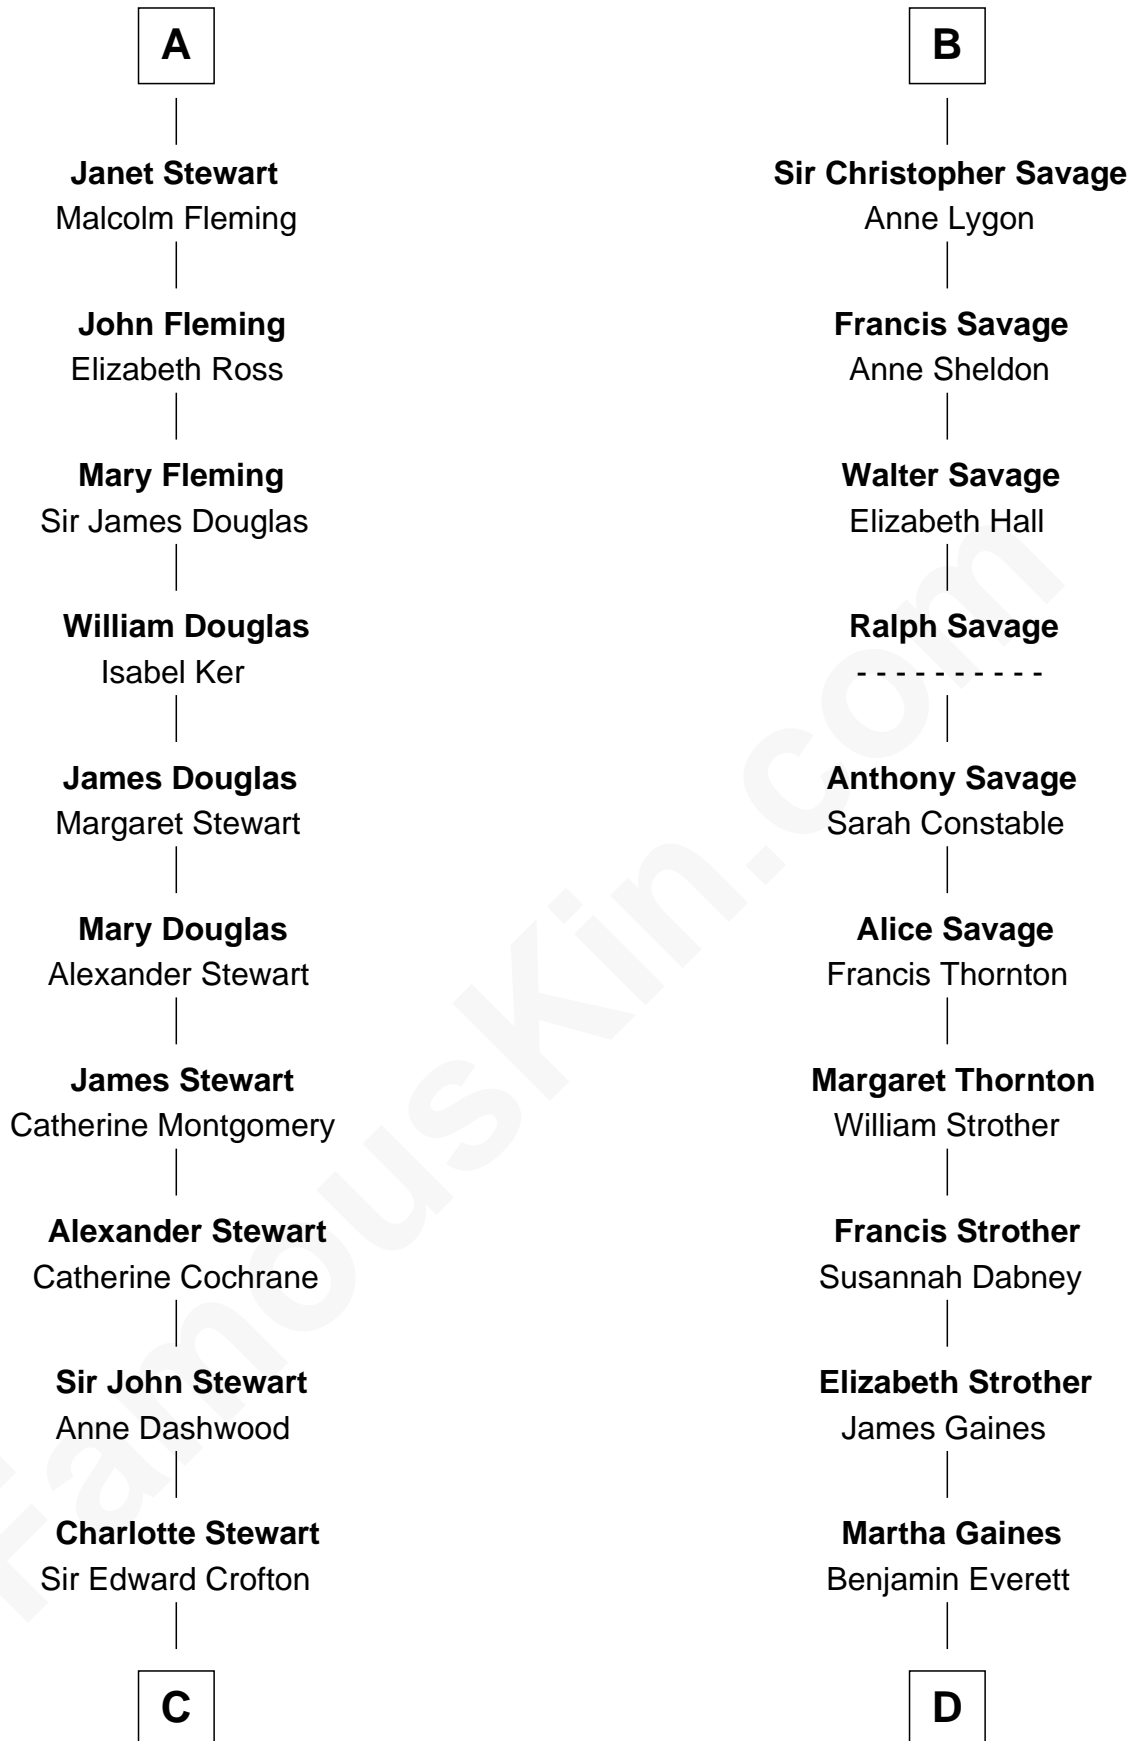 A
Janet Stewart
Malcolm Fleming
John Fleming
Elizabeth Ross
Mary Fleming
Sir James Douglas
William Douglas
Isabel Ker
James Douglas
Margaret Stewart
Mary Douglas
Alexander Stewart
James Stewart
Catherine Montgomery
Alexander Stewart
Catherine Cochrane
Sir John Stewart
Anne Dashwood
Charlotte Stewart
Sir Edward Crofton
C
B
Sir Christopher Savage
Anne Lygon
Francis Savage
Anne Sheldon
Walter Savage
Elizabeth Hall
Ralph Savage
- - - - - - - - - -
Anthony Savage
Sarah Constable
Alice Savage
Francis Thornton
Margaret Thornton
William Strother
Francis Strother
Susannah Dabney
Elizabeth Strother
James Gaines
Martha Gaines
Benjamin Everett
D
FamousKin.com